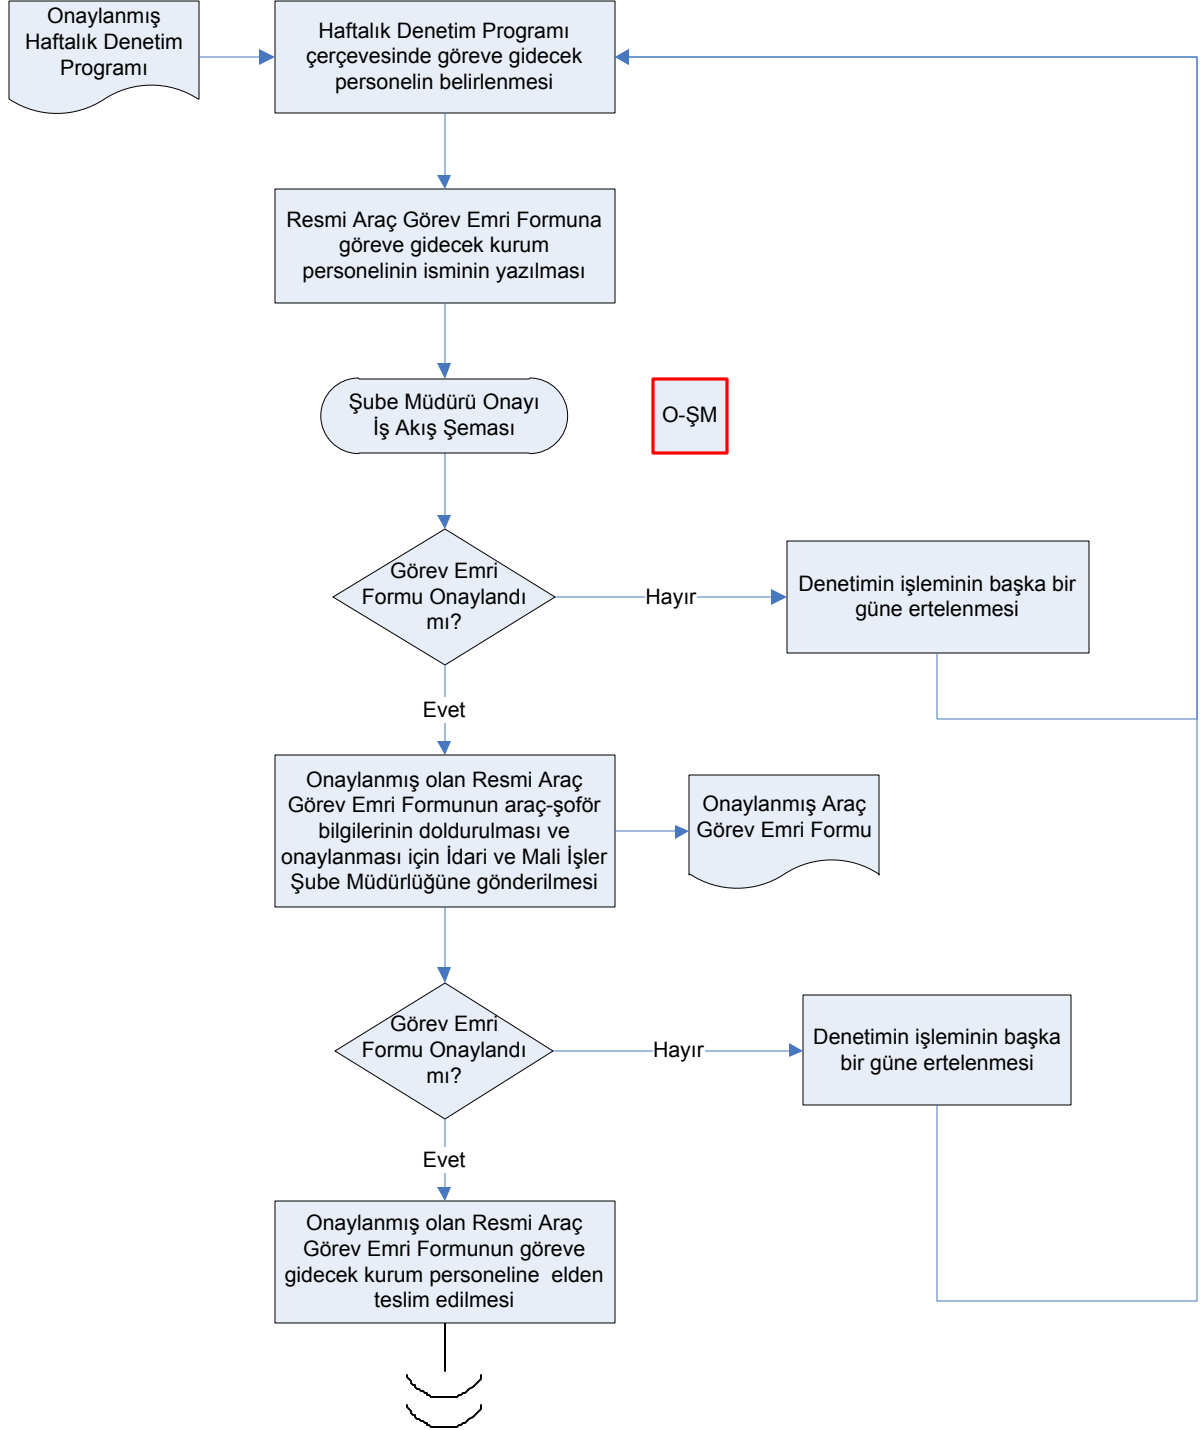 Onaylanmış
Haftalık Denetim
Programı
Haftalık Denetim Programı
çerçevesinde göreve gidecek
personelin belirlenmesi
Resmi Araç Görev Emri Formuna
göreve gidecek kurum
personelinin isminin yazılması
Şube Müdürü Onayı
İş Akış Şeması
O-ŞM
Görev Emri
Formu Onaylandı
mı?
Hayır
Denetimin işleminin başka bir
güne ertelenmesi
Evet
Onaylanmış olan Resmi Araç
Görev Emri Formunun araç-şoför
bilgilerinin doldurulması ve
onaylanması için İdari ve Mali İşler
Şube Müdürlüğüne gönderilmesi
Onaylanmış Araç
Görev Emri Formu
Görev Emri
Formu Onaylandı
mı?
Hayır
Denetimin işleminin başka
bir güne ertelenmesi
Evet
Onaylanmış olan Resmi Araç
Görev Emri Formunun göreve
gidecek kurum personeline  elden
teslim edilmesi